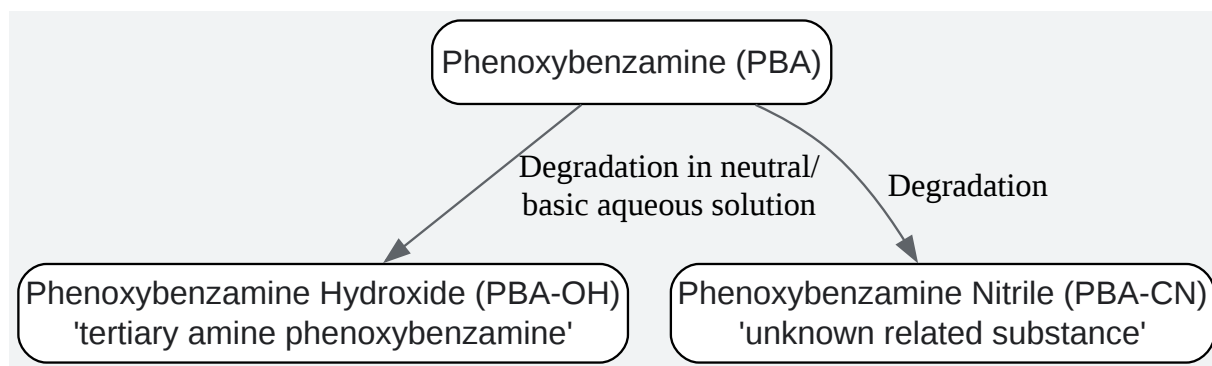 Phenoxybenzamine (PBA)
Degradation in neutral/
basic aqueous solution
Degradation
Phenoxybenzamine Hydroxide (PBA-OH)
'tertiary amine phenoxybenzamine'
Phenoxybenzamine Nitrile (PBA-CN)
'unknown related substance'